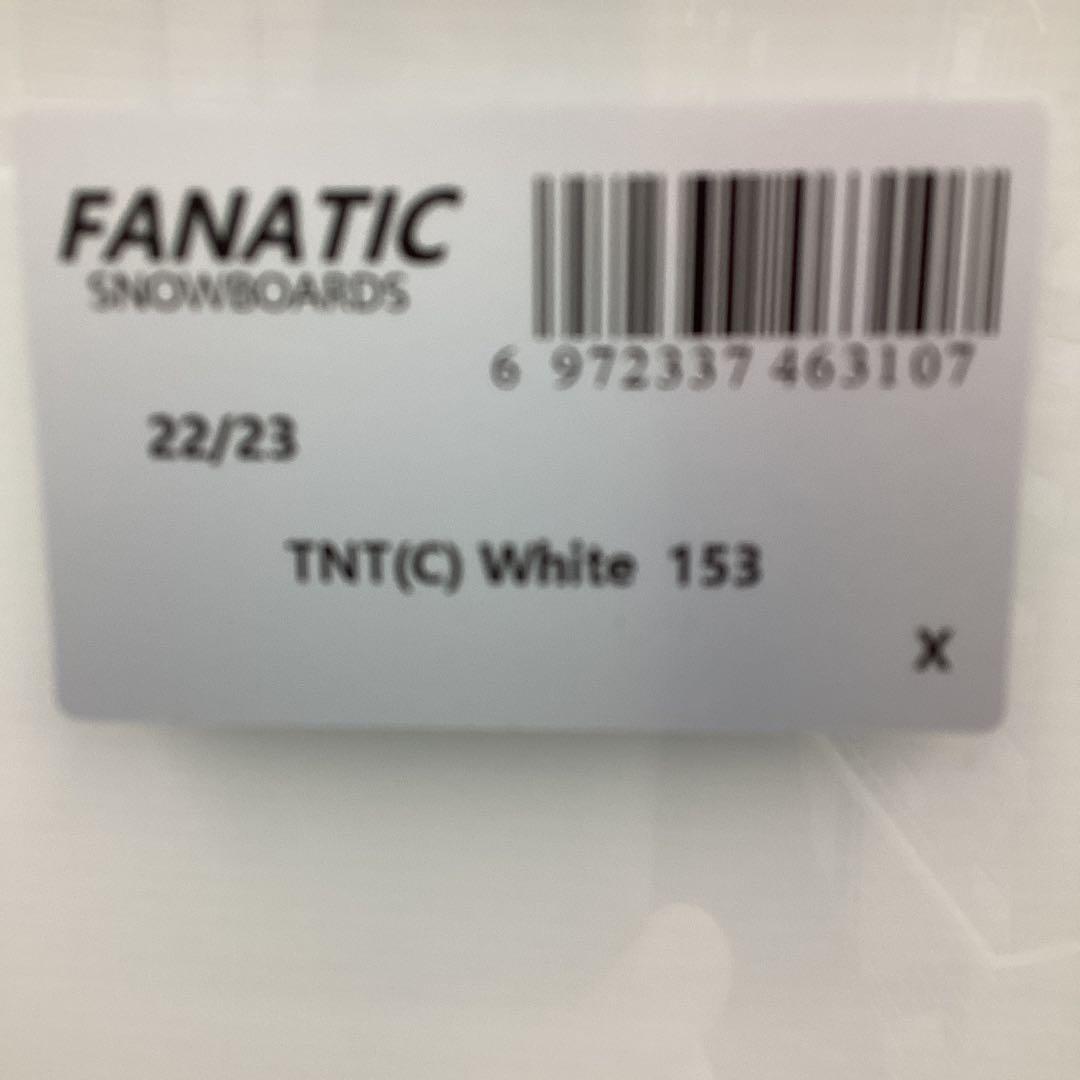 FANATIC
SNOWBOARDS
6 972337 463107
22/23
TNT(C) White 153
X